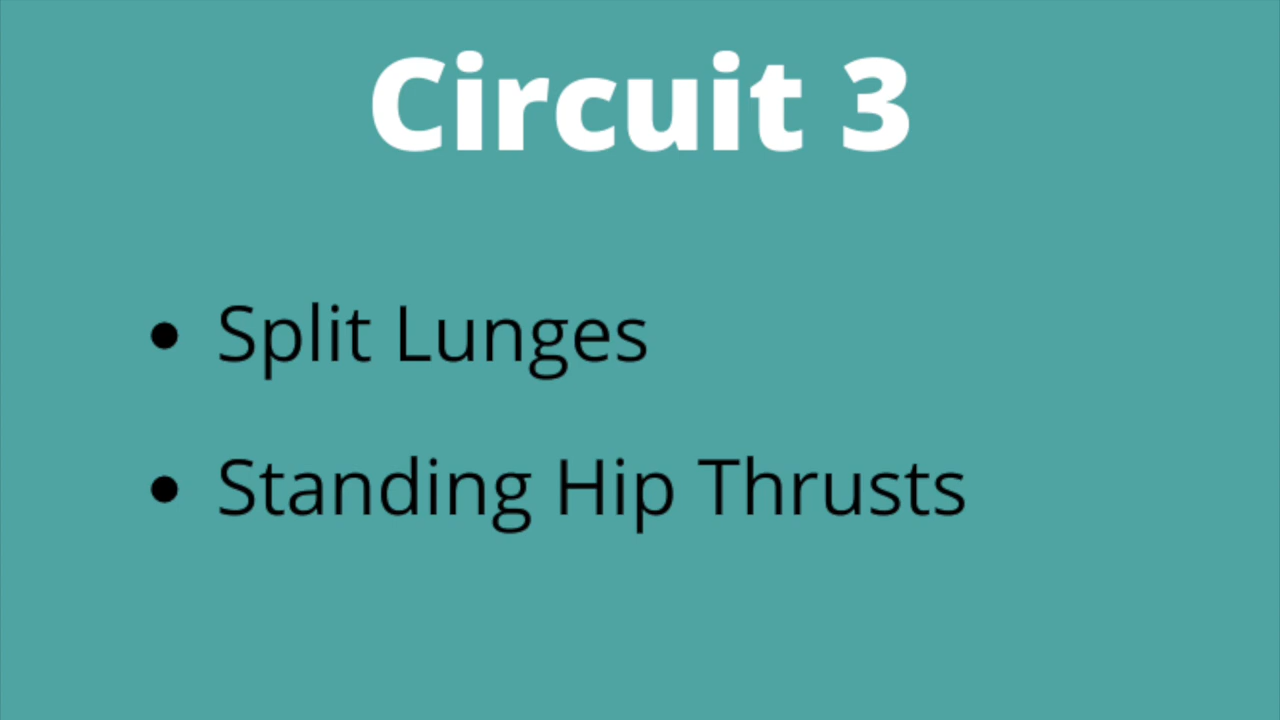 Circuit 3
• Split Lunges
• Standing Hip Thrusts